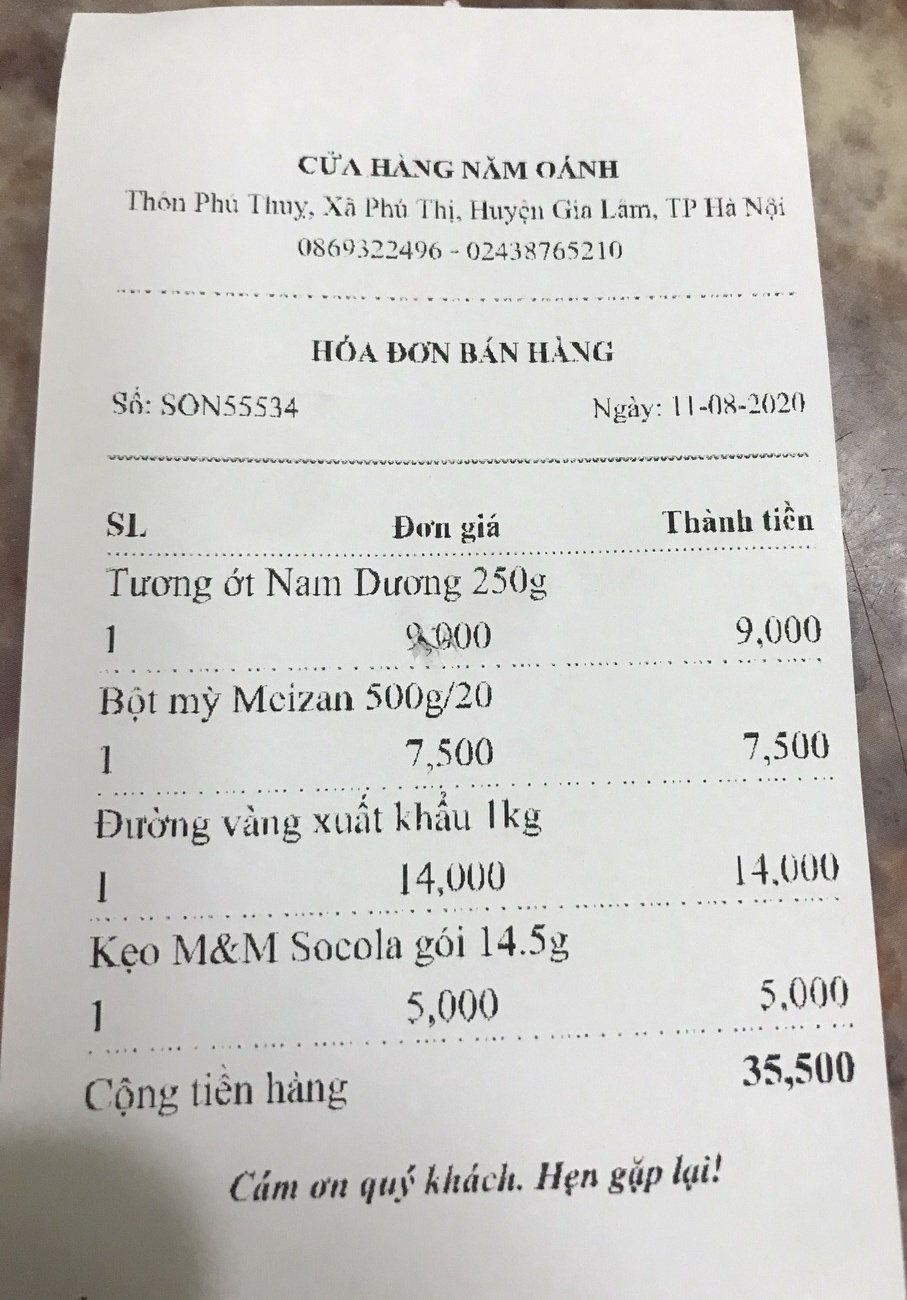 CỬA HÀNG NĂM OÁNH
Thôn Phú Thuỵ, Xã Phú Thị, Huyện Gia Lâm, TP Hà Nội
0869322496 - 02438765210
HÓA ĐƠN BÁN HÀNG
Số: SON55534 Ngày: 11-08-2020
SL Đơn giá Thành tiền
Tương ớt Nam Dương 250g
1 9,000 9,000
Bột mỳ Meizan 500g/20
1 7,500 7,500
Đường vàng xuất khẩu 1kg
1 14,000 14,000
Kẹo M&M Socola gói 14.5g
1 5,000 5,000
Cộng tiền hàng 35,500
Cám ơn quý khách. Hẹn gặp lại!